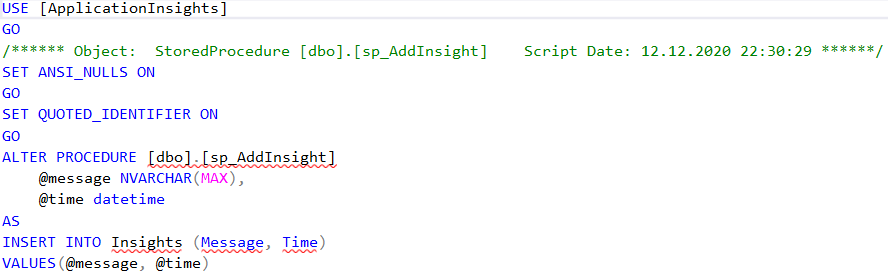 USE [ApplicationInsights]
GO
/****** Object:  StoredProcedure [dbo].[sp_AddInsight]    Script Date: 12.12.2020 22:30:29 ******/
SET ANSI_NULLS ON
GO
SET QUOTED_IDENTIFIER ON
GO
ALTER PROCEDURE [dbo].[sp_AddInsight]
    @message NVARCHAR(MAX),
    @time datetime
AS
INSERT INTO Insights (Message, Time)
VALUES(@message, @time)